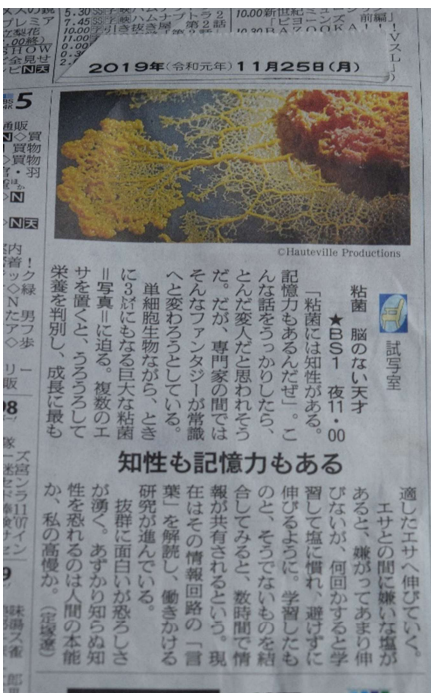 2019年(令和元年)11月25日(月)
©Hauteville Productions
試写室
粘菌 脳のない天才
★BS1 夜11・00
「粘菌には知性がある。
記憶力もあるんだぜ」。こ
んな話をうっかりしたら、
とんだ変人だと思われそう
だ。だが、専門家の間では
そんなファンタジーが常識
へと変わろうとしている。
単細胞生物ながら、とき
に3㍍にもなる巨大な粘菌
=写真=に迫る。複数のエ
サを置くと、うろうろして
栄養を判別し、成長に最も
知性も記憶力もある
適したエサへ伸びていく。
エサとの間に嫌いな塩が
あると、嫌がってあまり伸
びないが、何回かすると学
習して塩に慣れ、避けずに
伸びるように。学習したも
のと、そうでないものを結
合してみると、数時間で情
報が共有されるという。現
在はその情報回路の「言
葉」を解読し、働きかける
研究が進んでいる。
抜群に面白いが恐ろしさ
が湧く。あずかり知らぬ知
性を恐れるのは人間の本能
か、私の高慢か。(定塚遼)